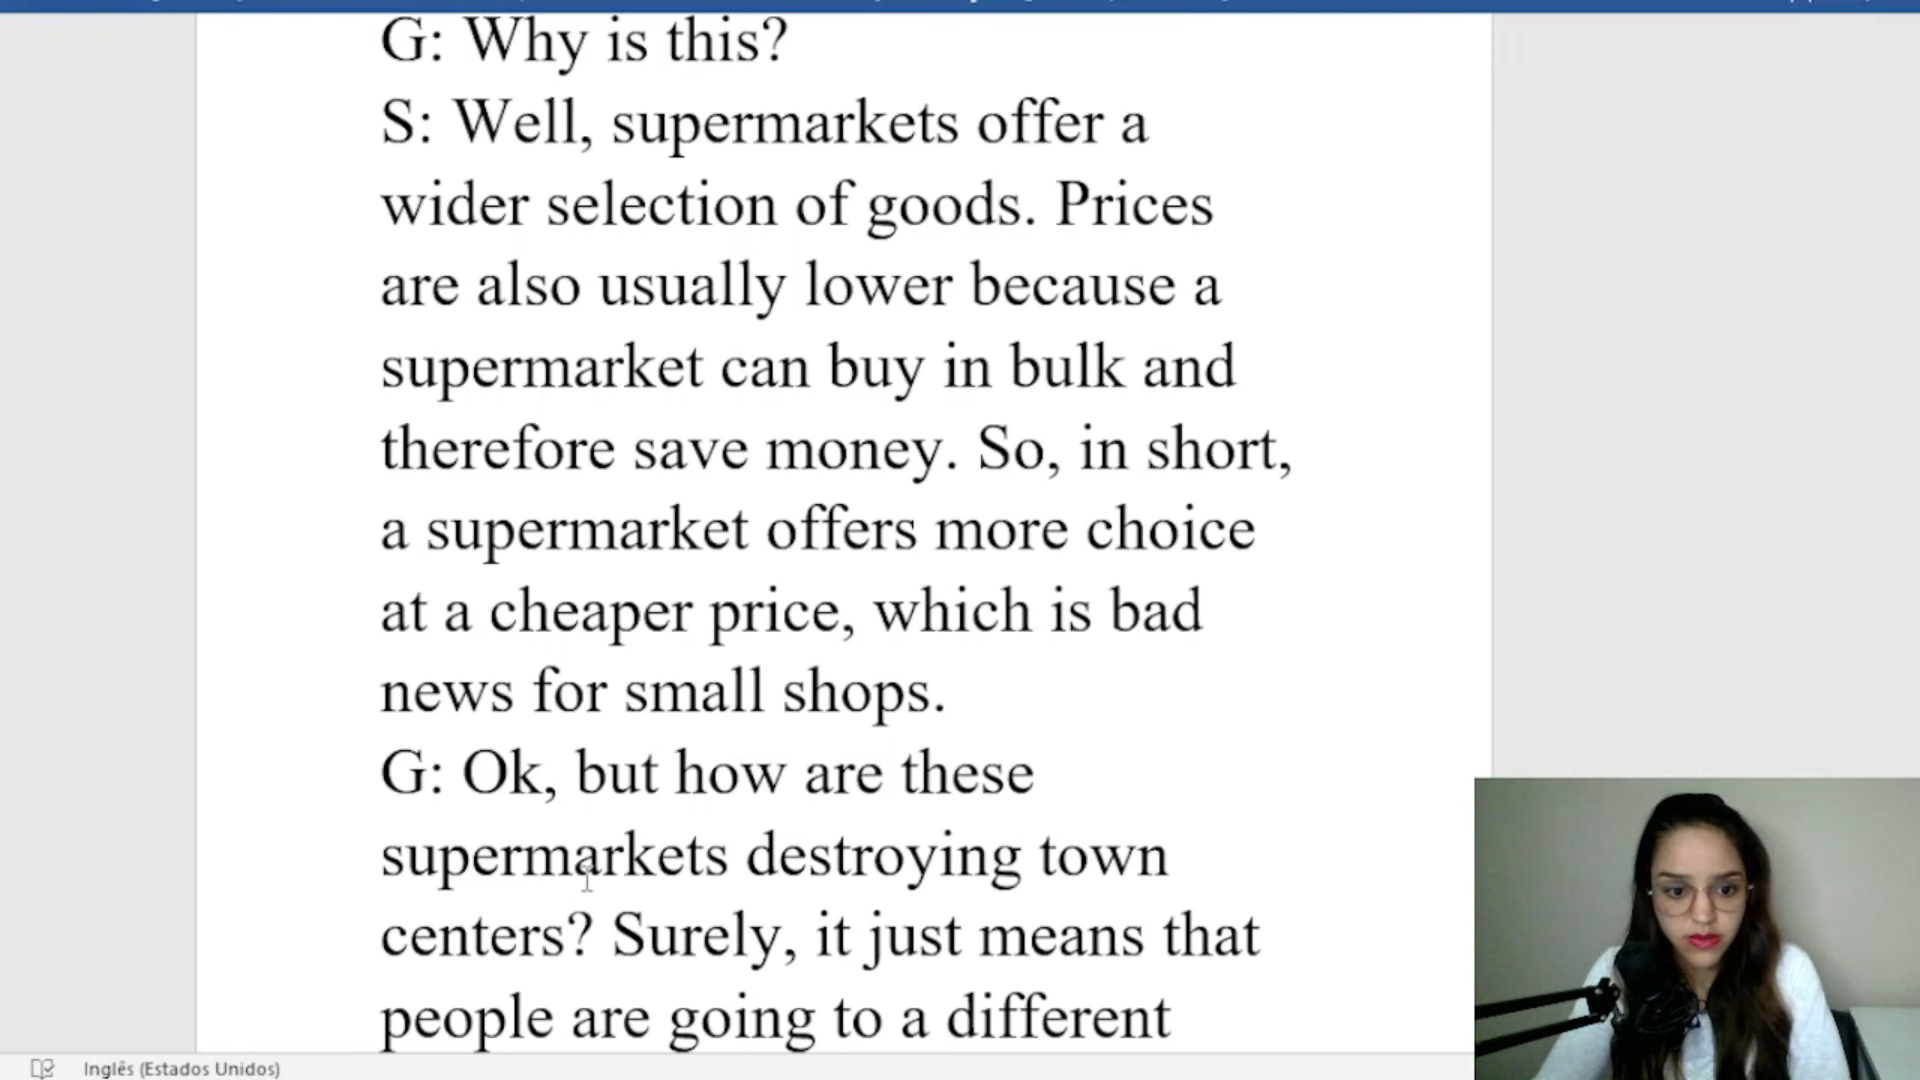 G: Why is this?
S: Well, supermarkets offer a
wider selection of goods. Prices
are also usually lower because a
supermarket can buy in bulk and
therefore save money. So, in short,
a supermarket offers more choice
at a cheaper price, which is bad
news for small shops.
G: Ok, but how are these
supermarkets destroying town
centers? Surely, it just means that
people are going to a different
Inglês (Estados Unidos)